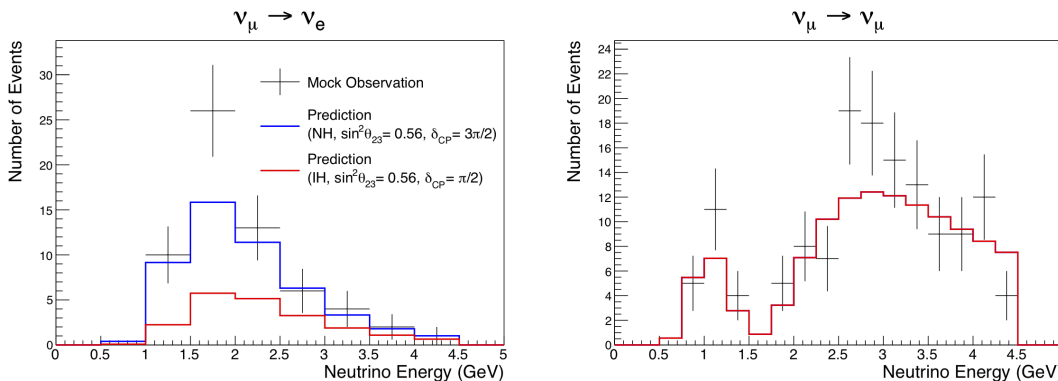 νμ → νe
Number of Events
30
25
20
15
10
5
0
0 0.5 1 1.5 2 2.5 3 3.5 4 4.5 5
Neutrino Energy (GeV)
Mock Observation
Prediction
(NH, sin²θ23= 0.56, δCP= 3π/2)
Prediction
(IH, sin²θ23= 0.56, δCP= π/2)
νμ → νμ
Number of Events
24
22
20
18
16
14
12
10
8
6
4
2
0
0 0.5 1 1.5 2 2.5 3 3.5 4 4.5
Neutrino Energy (GeV)